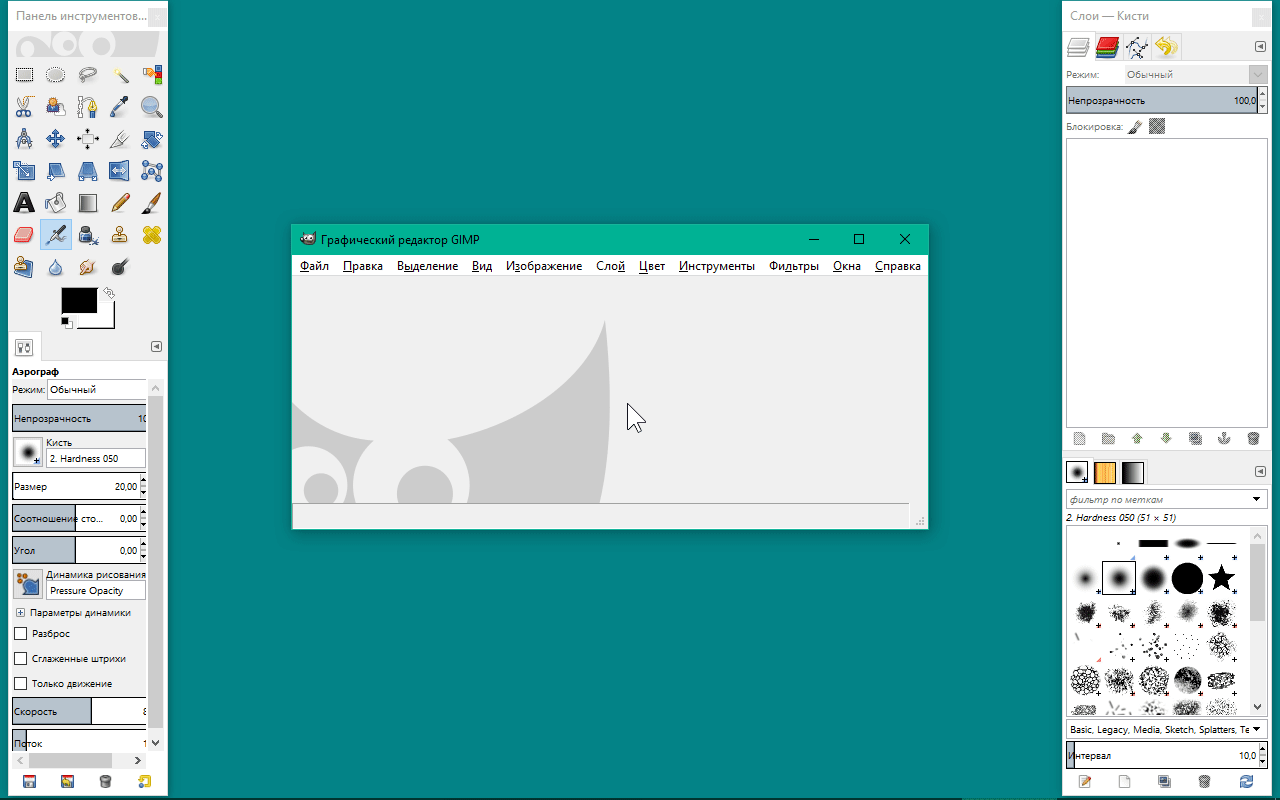 Панель инструментов...
Аэрограф
Режим: Обычный
Непрозрачность 10
Кисть
2. Hardness 050
Размер 20,00
Соотношение сто... 0,00
Угол 0,00
Динамика рисования
Pressure Opacity
Параметры динамики
Разброс
Сглаженные штрихи
Только движение
Скорость 8
Поток 1
Графический редактор GIMP
Файл Правка Выделение Вид Изображение Слой Цвет Инструменты Фильтры Окна Справка
Слои — Кисти
Режим: Обычный
Непрозрачность 100,0
Блокировка:
фильтр по меткам
2. Hardness 050 (51 × 51)
Basic, Legacy, Media, Sketch, Splatters, Te
Интервал 10,0